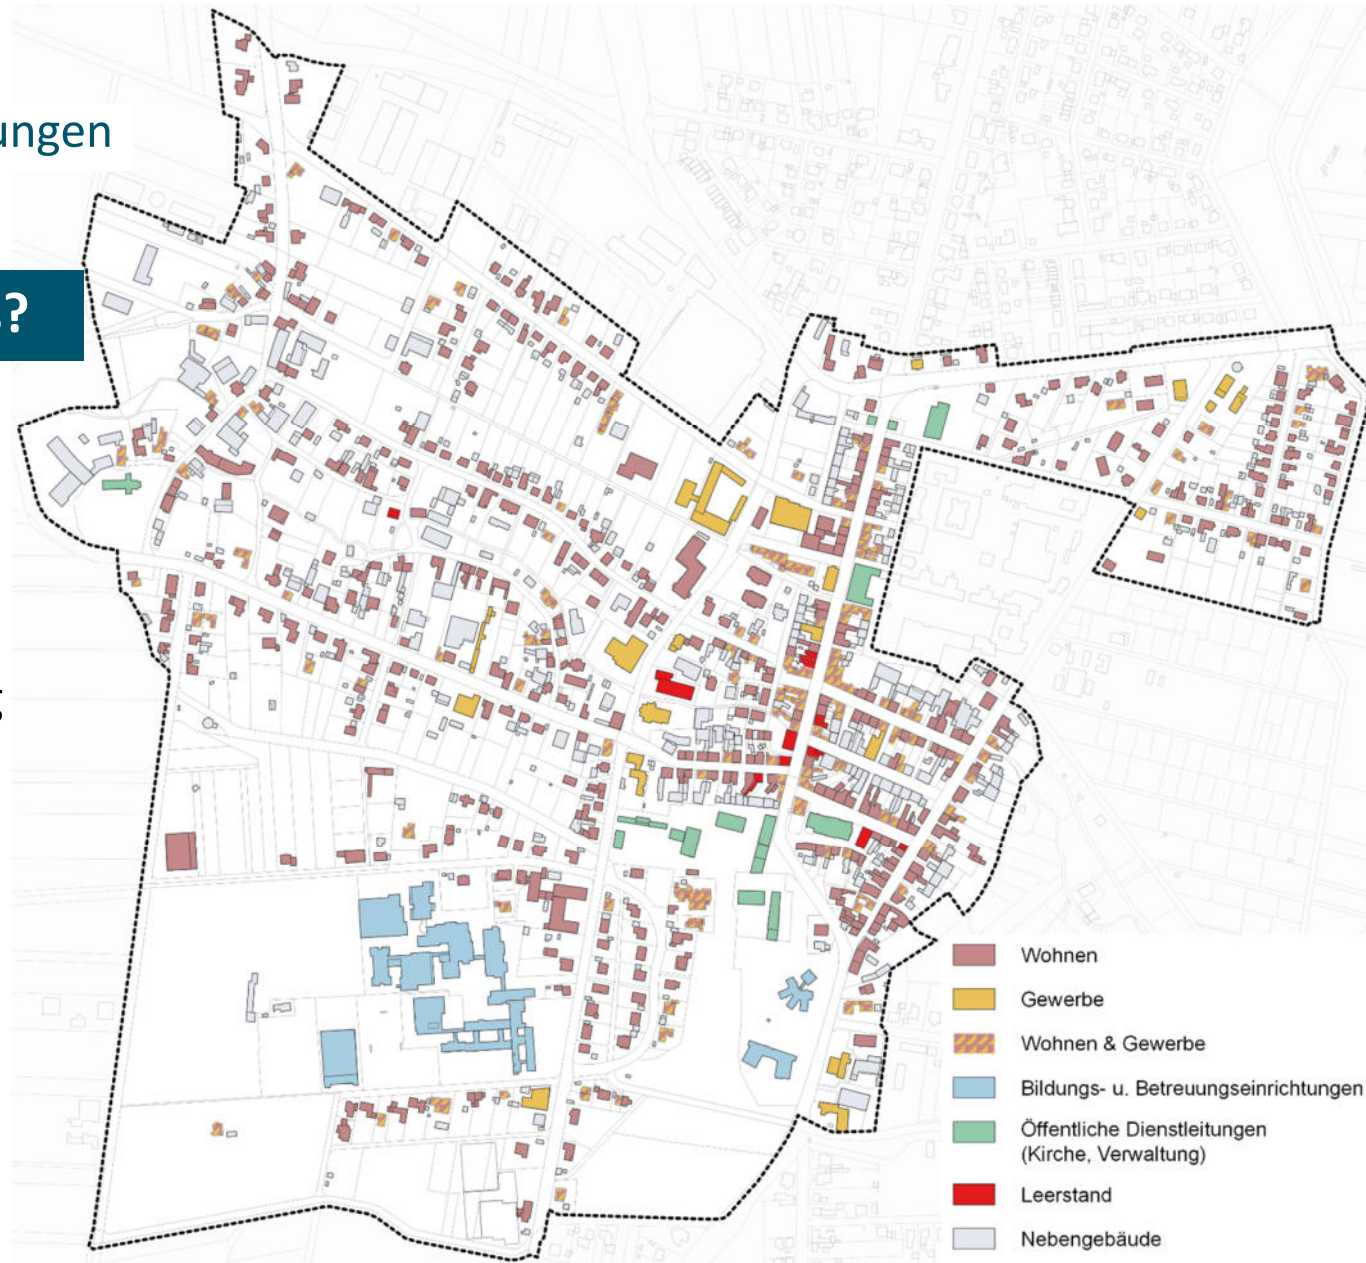 ungen
?
g
Wohnen
Gewerbe
Wohnen & Gewerbe
Bildungs- u. Betreuungseinrichtungen
Öffentliche Dienstleitungen
(Kirche, Verwaltung)
Leerstand
Nebengebäude